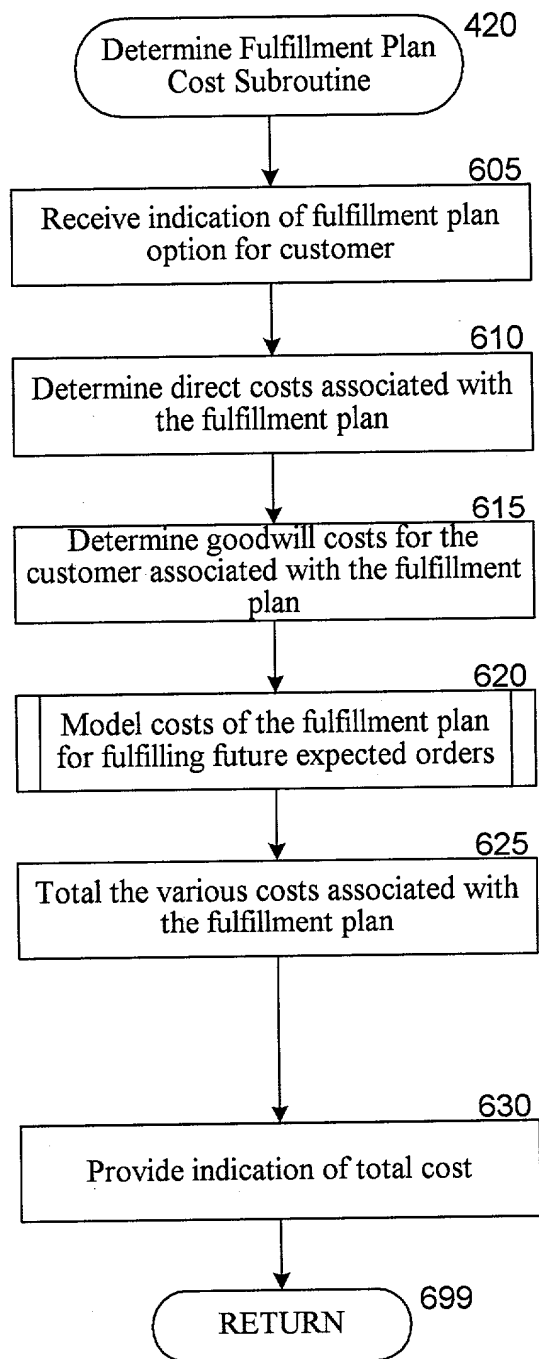 420
Determine Fulfillment Plan
Cost Subroutine
605
Receive indication of fulfillment plan
option for customer
610
Determine direct costs associated with
the fulfillment plan
615
Determine goodwill costs for the
customer associated with the fulfillment
plan
620
Model costs of the fulfillment plan
for fulfilling future expected orders
625
Total the various costs associated with
the fulfillment plan
630
Provide indication of total cost
699
RETURN